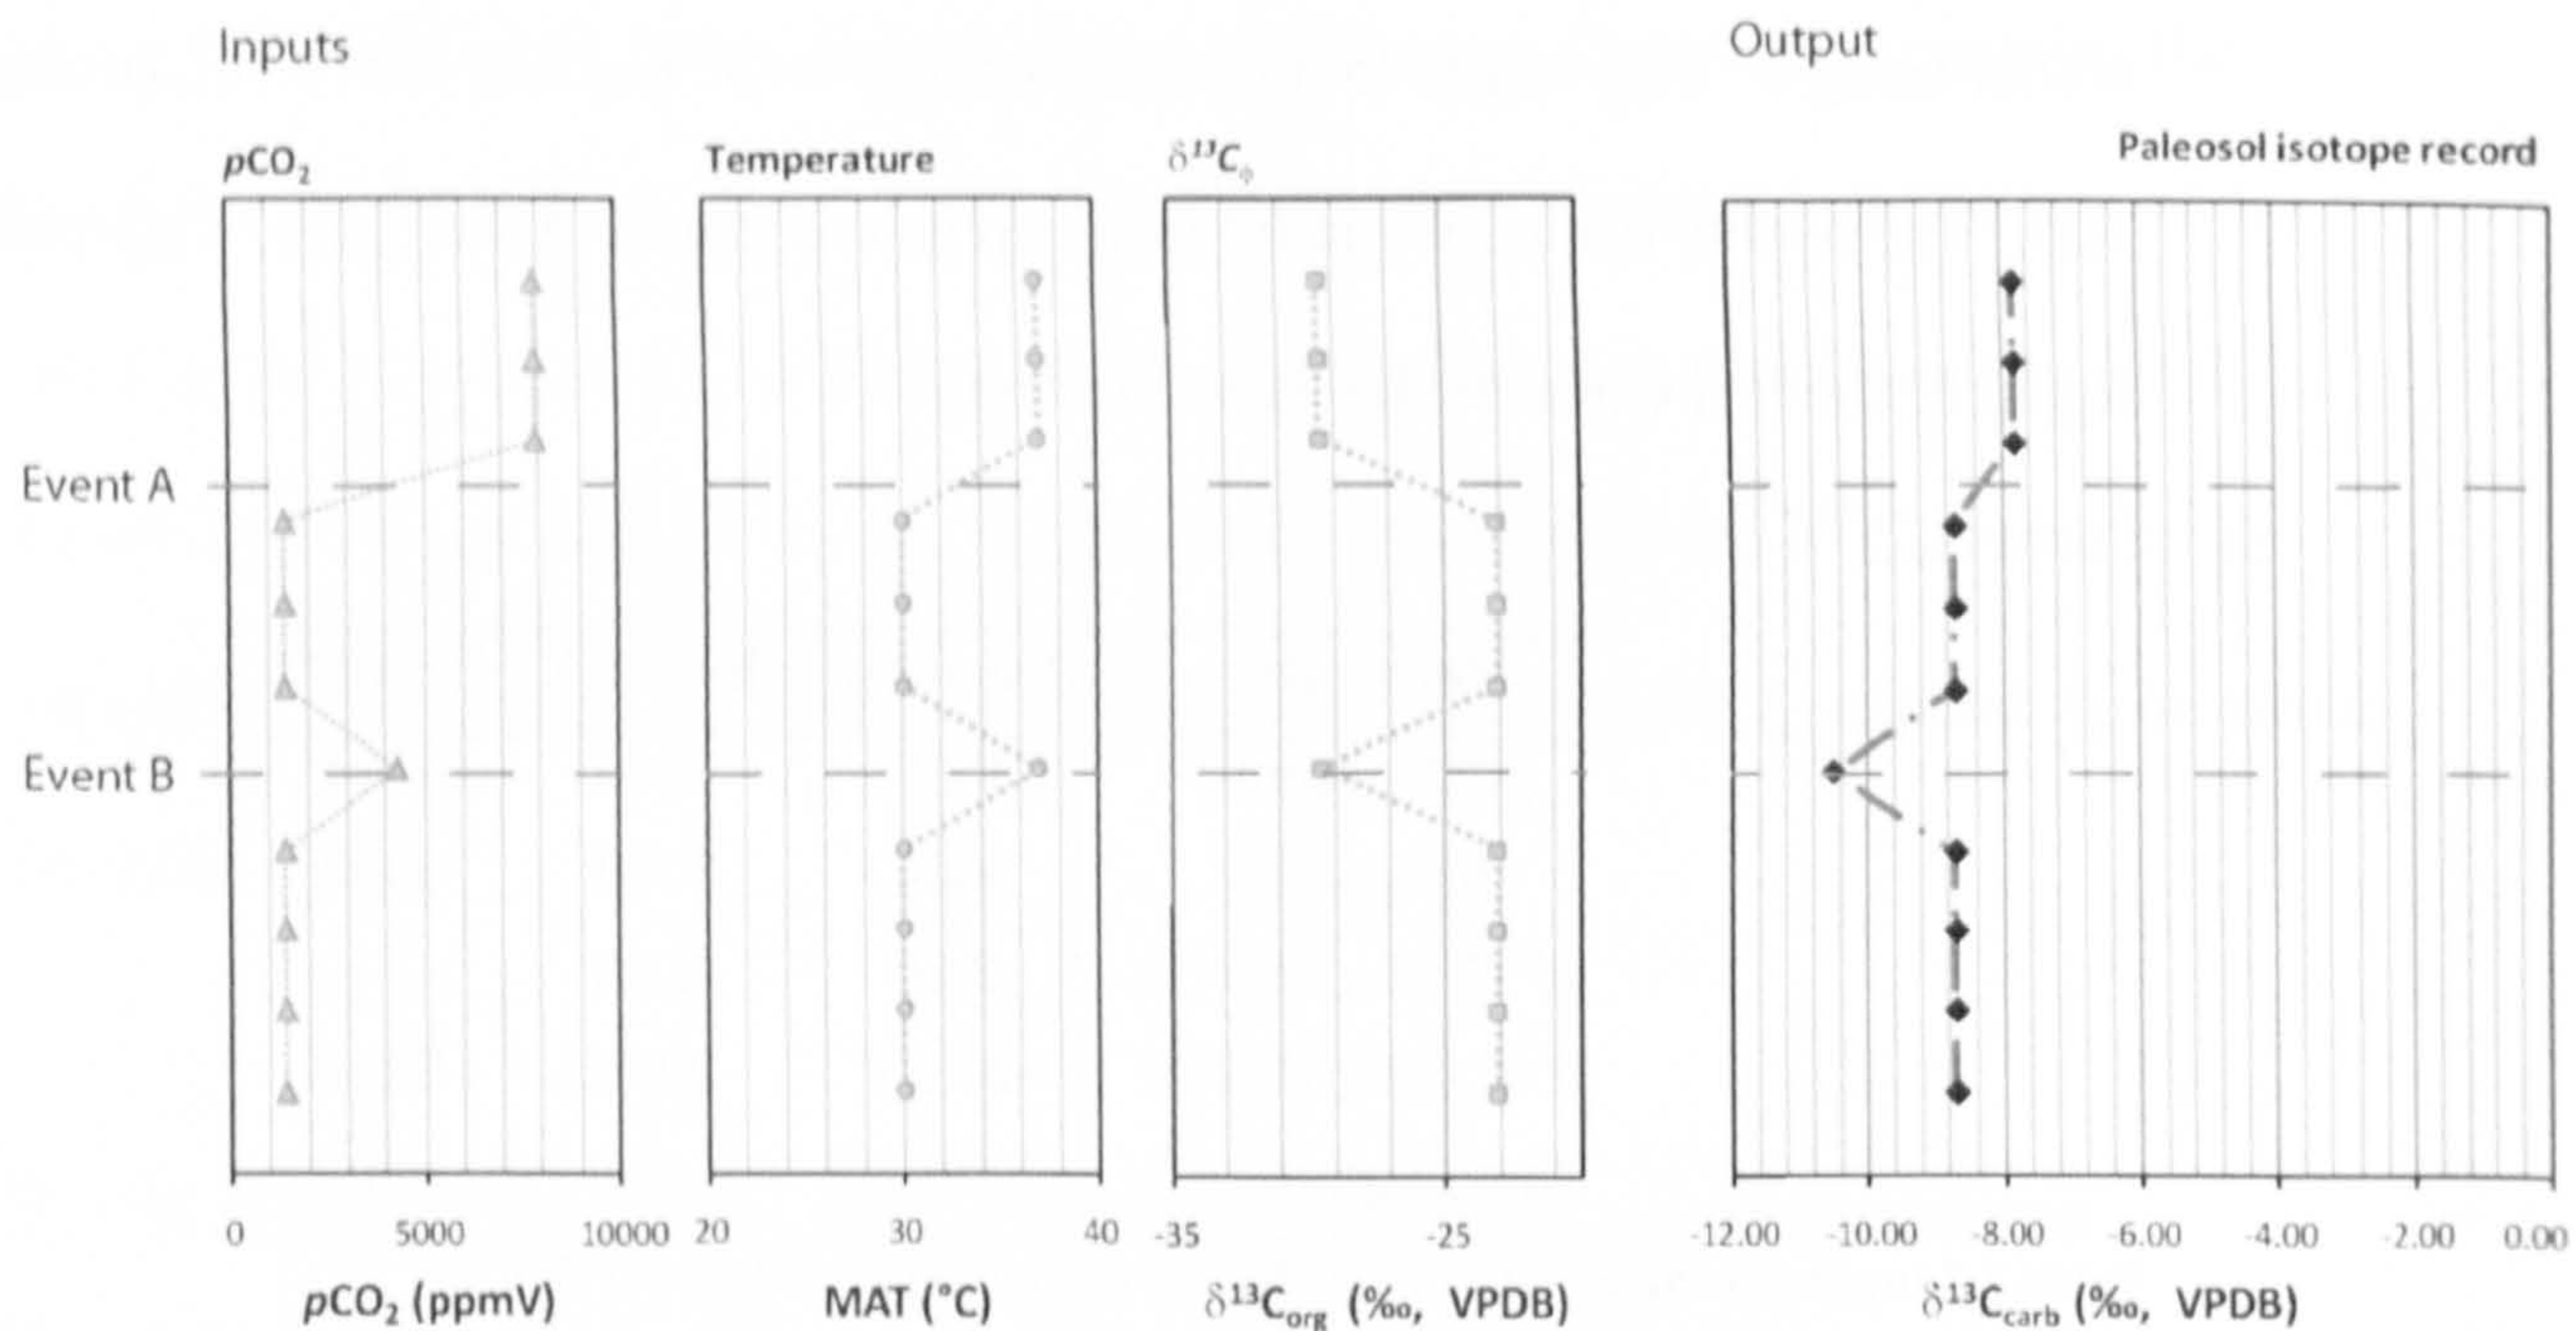 Inputs
Output
pCO₂
Temperature
δ¹³Cφ
Paleosol isotope record
Event A
Event B
0 5000 10000
20 30 40
-35 -25
-12.00 -10.00 -8.00 -6.00 -4.00 -2.00 0.00
pCO₂ (ppmV)
MAT (°C)
δ¹³Corg (‰, VPDB)
δ¹³Ccarb (‰, VPDB)